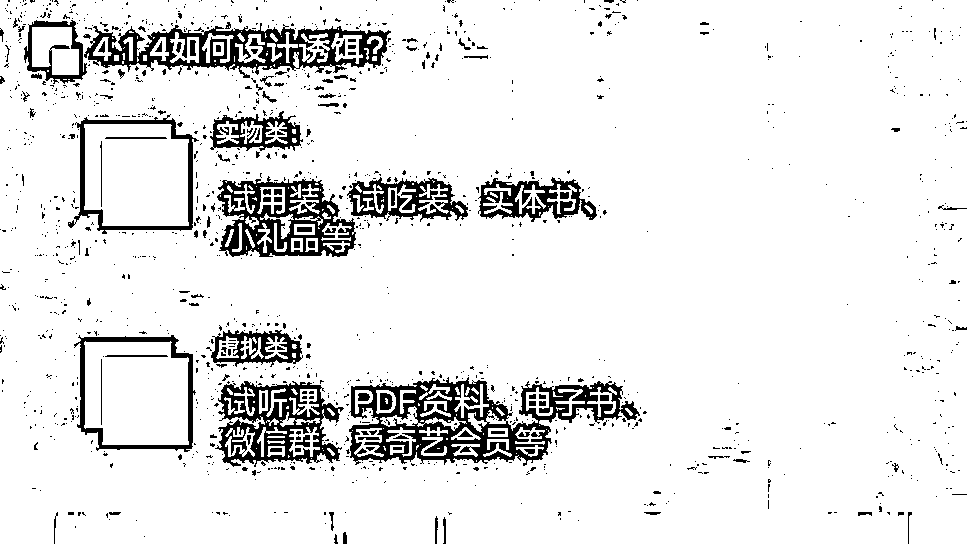 4.1.4如何设计诱饵?
实物类:
试用装、试吃装、实体书、
小礼品等
虚拟类:
试听课、PDF资料、电子书、
微信群、爱奇艺会员等